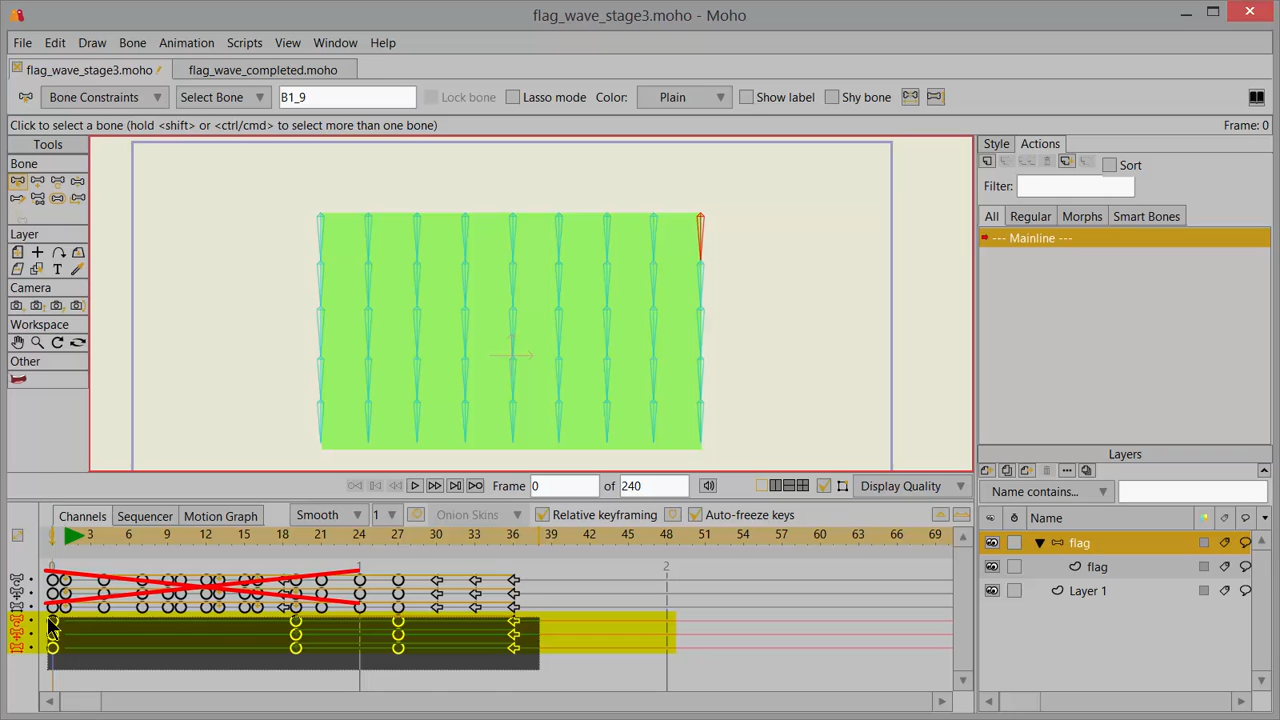 flag_wave_stage3.moho - Moho
File Edit Draw Bone Animation Scripts View Window Help
flag_wave_stage3.moho flag_wave_completed.moho
Bone Constraints Select Bone B1_9 Lock bone Lasso mode Color: Plain Show label Shy bone
Click to select a bone (hold <shift> or <ctrl/cmd> to select more than one bone) Frame: 0
Tools
Bone
Layer
Camera
Workspace
Other
Style Actions
Sort
Filter:
All Regular Morphs Smart Bones
--- Mainline ---
Frame 0 of 240 Display Quality
Channels Sequencer Motion Graph Smooth 1 Onion Skins Relative keyframing Auto-freeze keys
0 3 6 9 12 15 18 21 24 27 30 33 36 39 42 45 48 51 54 57 60 63 66 69
0 1 2
Layers
Name contains...
Name
flag
flag
Layer 1